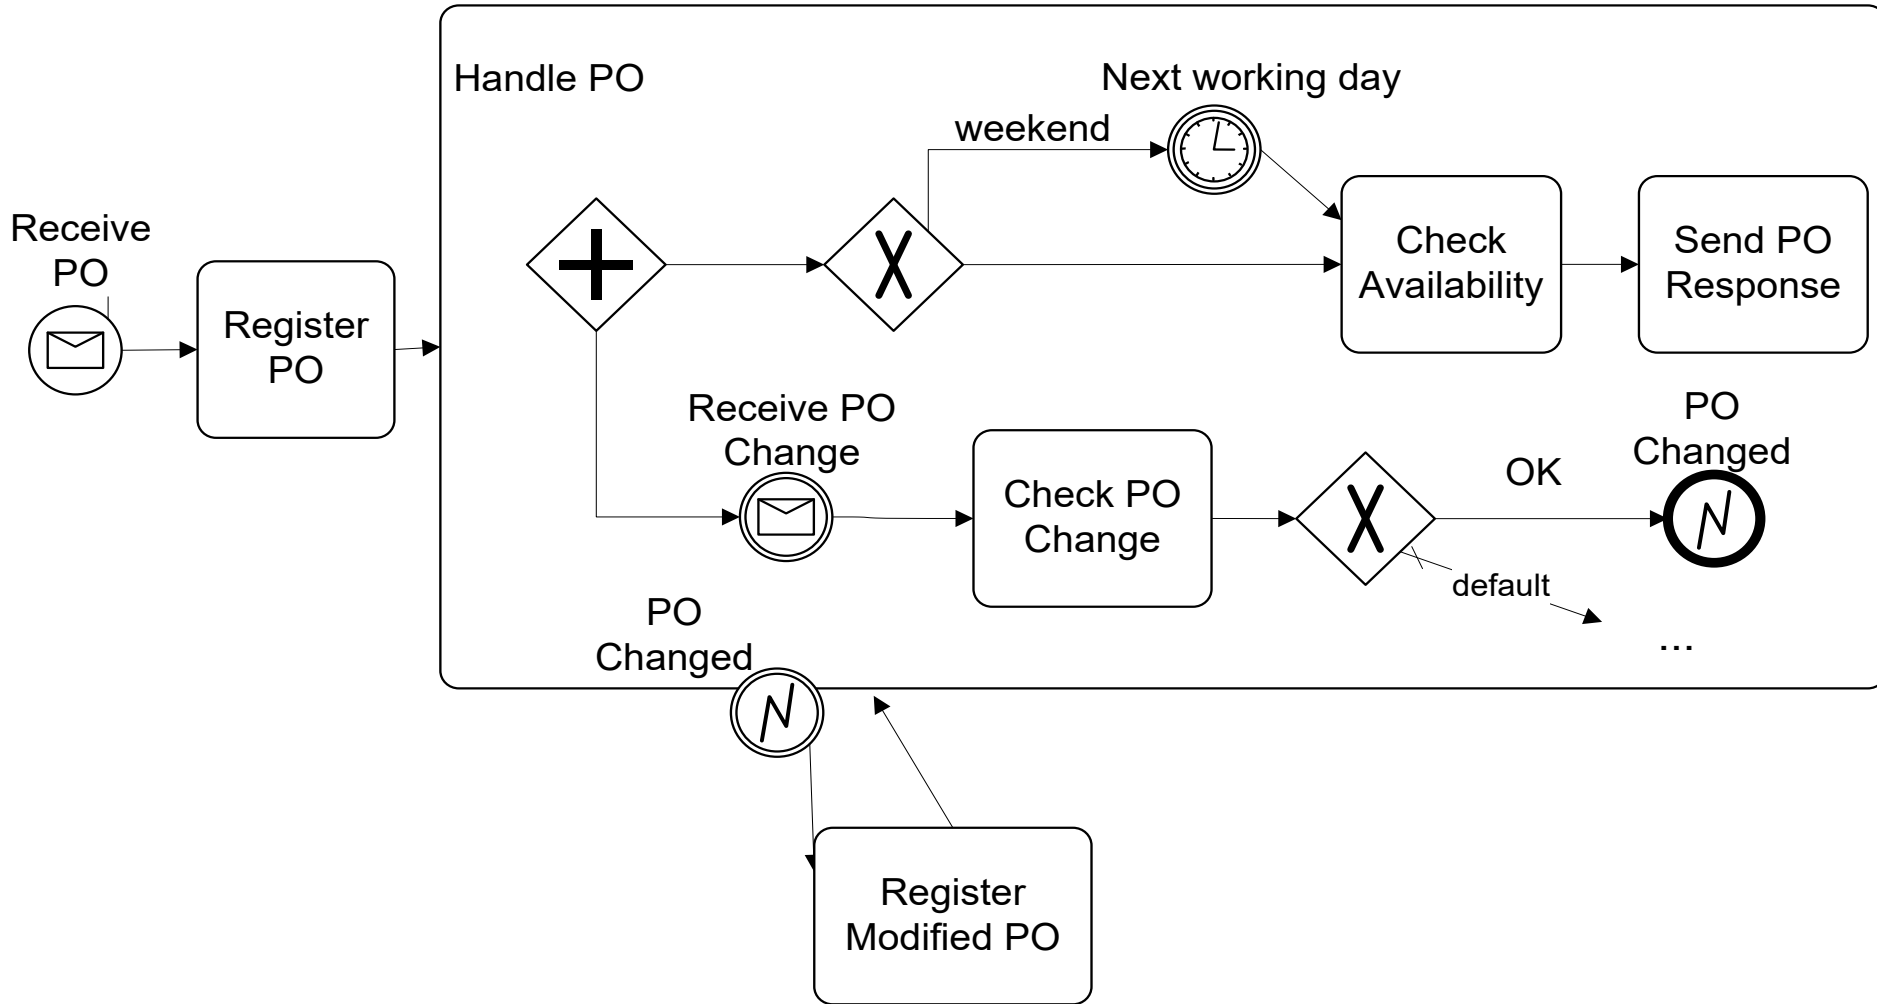 Handle PO
Next working day
weekend
Receive
PO
Register
PO
Check
Availability
Send PO
Response
Receive PO
Change
Check PO
Change
OK
PO
Changed
default
...
PO
Changed
Register
Modified PO